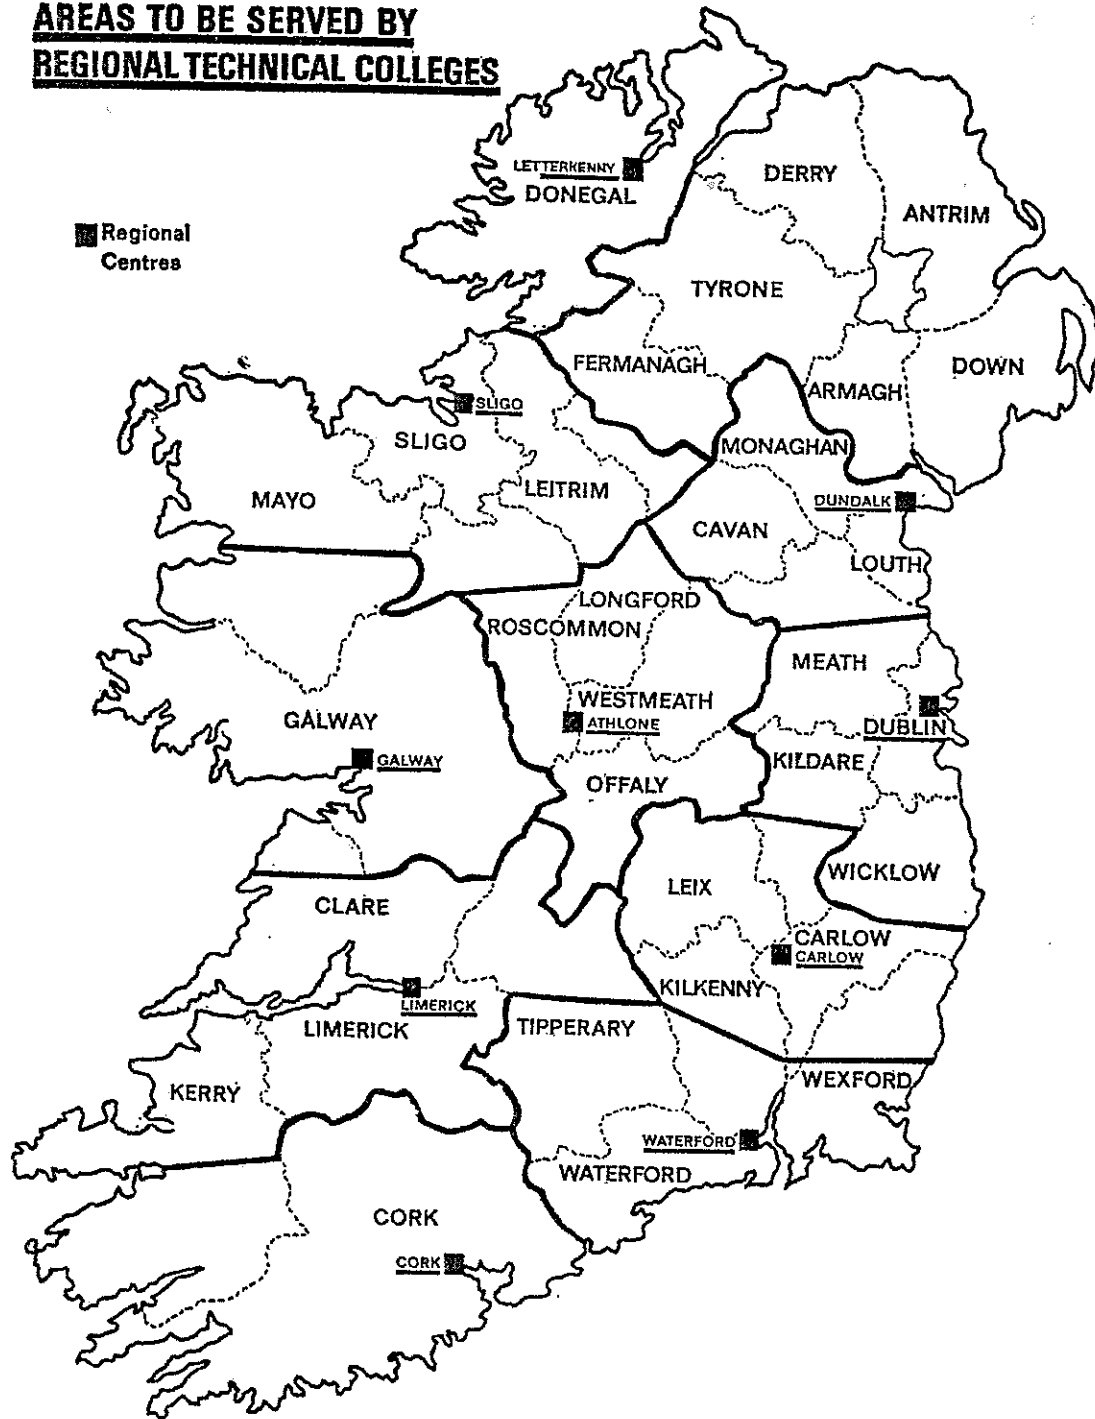 AREAS TO BE SERVED BY
REGIONAL TECHNICAL COLLEGES
Regional
Centres
LETTERKENNY
DONEGAL
DERRY
ANTRIM
TYRONE
FERMANAGH
ARMAGH
DOWN
SLIGO
SLIGO
MONAGHAN
MAYO
LEITRIM
DUNDALK
CAVAN
LOUTH
LONGFORD
ROSCOMMON
MEATH
WESTMEATH
ATHLONE
GALWAY
GALWAY
DUBLIN
KILDARE
OFFALY
WICKLOW
LEIX
CLARE
CARLOW
CARLOW
KILKENNY
LIMERICK
LIMERICK
TIPPERARY
KERRY
WEXFORD
WATERFORD
WATERFORD
CORK
CORK